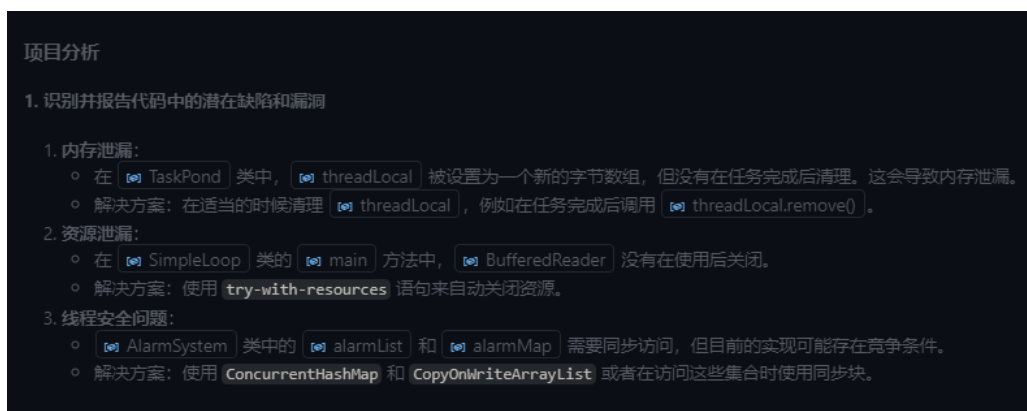 项目分析
1. 识别并报告代码中的潜在缺陷和漏洞
1. 内存泄漏：
在 TaskPond 类中， threadLocal 被设置为一个新的字节数组，但没有在任务完成后清理。这会导致内存泄漏。
解决方案：在适当的时候清理 threadLocal ，例如在任务完成后调用 threadLocal.remove() 。
2. 资源泄漏：
在 SimpleLoop 类的 main 方法中， BufferedReader 没有在使用后关闭。
解决方案：使用 try-with-resources 语句来自动关闭资源。
3. 线程安全问题：
AlarmSystem 类中的 alarmList 和 alarmMap 需要同步访问，但目前的实现可能存在竞争条件。
解决方案：使用 ConcurrentHashMap 和 CopyOnWriteArrayList 或者在访问这些集合时使用同步块。